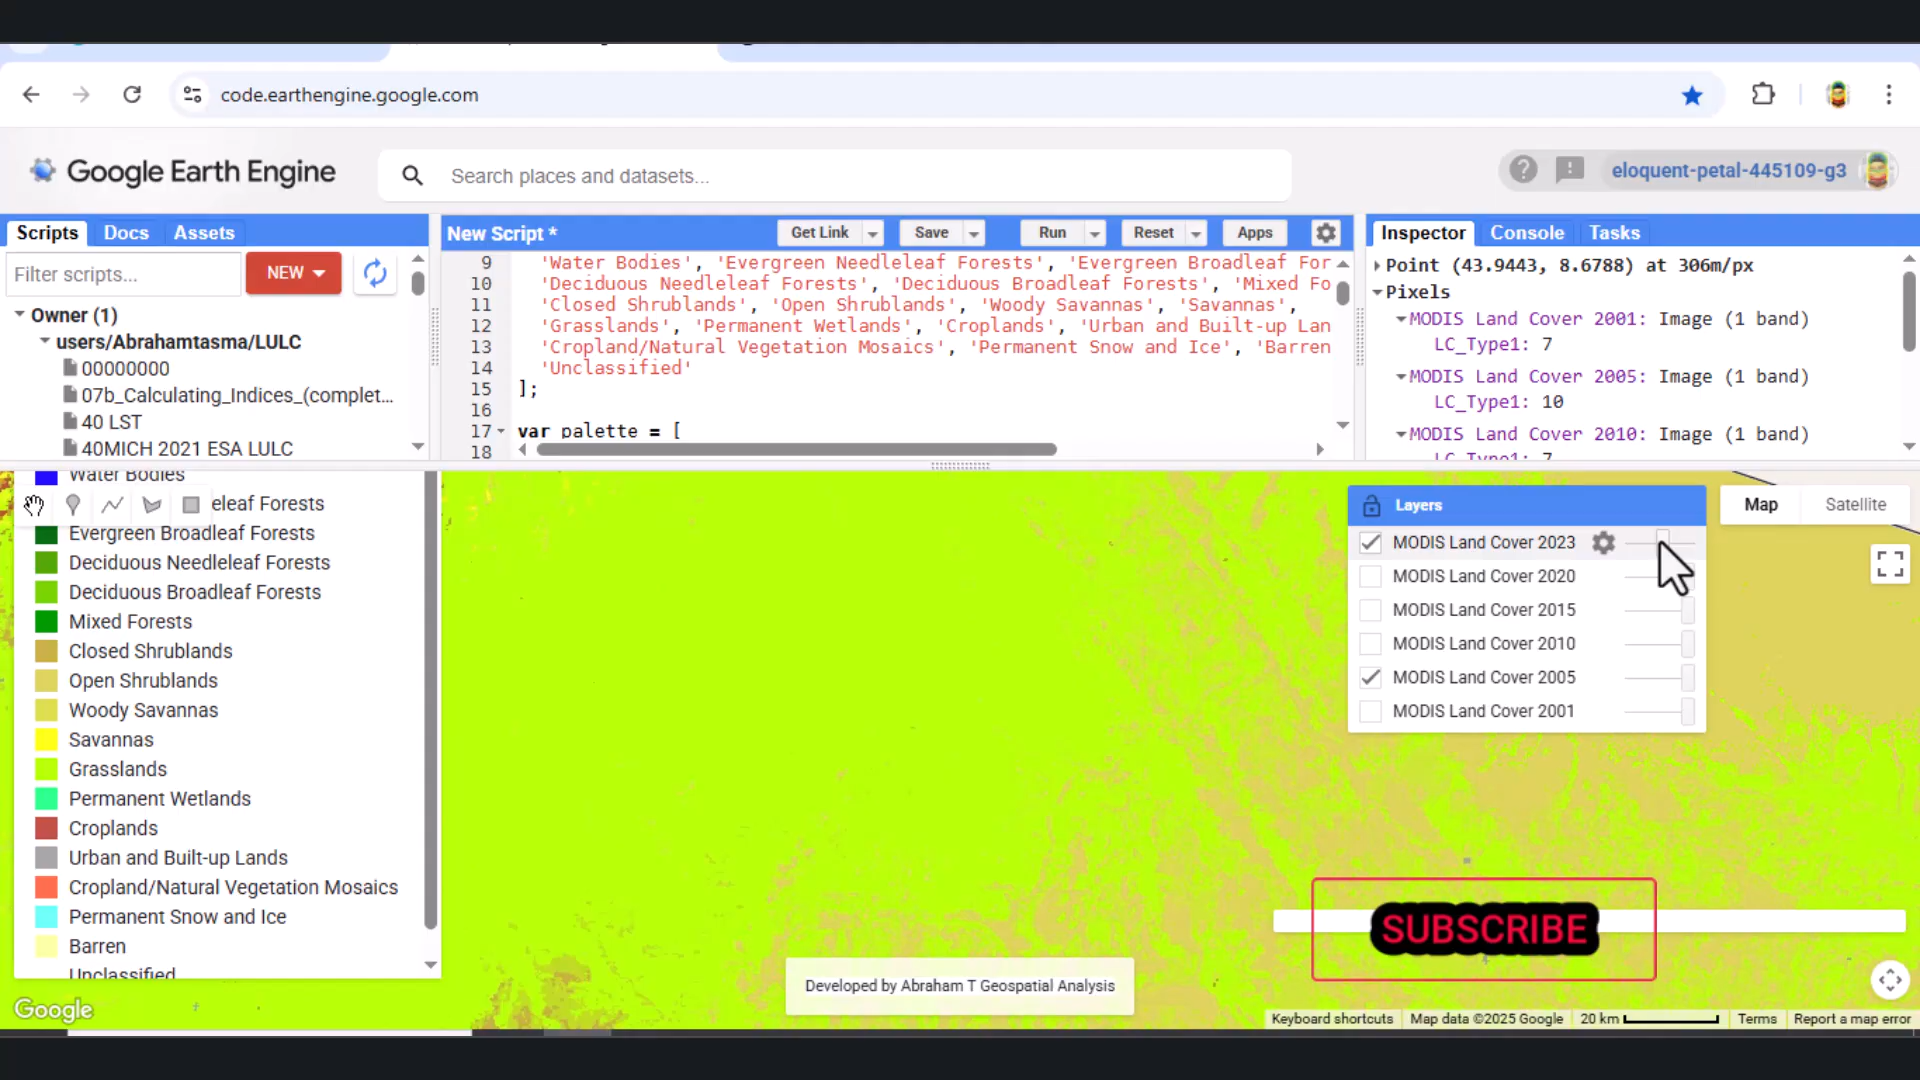 code.earthengine.google.com
Google Earth Engine
Search places and datasets...
eloquent-petal-445109-g3
Scripts Docs Assets
New Script *
Get Link Save Run Reset Apps
Inspector Console Tasks
Filter scripts...
NEW
Owner (1)
users/Abrahamtasma/LULC
00000000
07b_Calculating_Indices_(complet...
40 LST
40MICH 2021 ESA LULC
9 'Water Bodies', 'Evergreen Needleleaf Forests', 'Evergreen Broadleaf For
10 'Deciduous Needleleaf Forests', 'Deciduous Broadleaf Forests', 'Mixed Fo
11 'Closed Shrublands', 'Open Shrublands', 'Woody Savannas', 'Savannas',
12 'Grasslands', 'Permanent Wetlands', 'Croplands', 'Urban and Built-up Lan
13 'Cropland/Natural Vegetation Mosaics', 'Permanent Snow and Ice', 'Barren
14 'Unclassified'
15 ];
16
17 var palette = [
18
Point (43.9443, 8.6788) at 306m/px
Pixels
MODIS Land Cover 2001: Image (1 band)
LC_Type1: 7
MODIS Land Cover 2005: Image (1 band)
LC_Type1: 10
MODIS Land Cover 2010: Image (1 band)
LC_Type1: 7
Water Bodies
eleaf Forests
Evergreen Broadleaf Forests
Deciduous Needleleaf Forests
Deciduous Broadleaf Forests
Mixed Forests
Closed Shrublands
Open Shrublands
Woody Savannas
Savannas
Grasslands
Permanent Wetlands
Croplands
Urban and Built-up Lands
Cropland/Natural Vegetation Mosaics
Permanent Snow and Ice
Barren
Unclassified
Layers
MODIS Land Cover 2023
MODIS Land Cover 2020
MODIS Land Cover 2015
MODIS Land Cover 2010
MODIS Land Cover 2005
MODIS Land Cover 2001
Map Satellite
SUBSCRIBE
Developed by Abraham T Geospatial Analysis
Google
Keyboard shortcuts Map data ©2025 Google 20 km Terms Report a map error